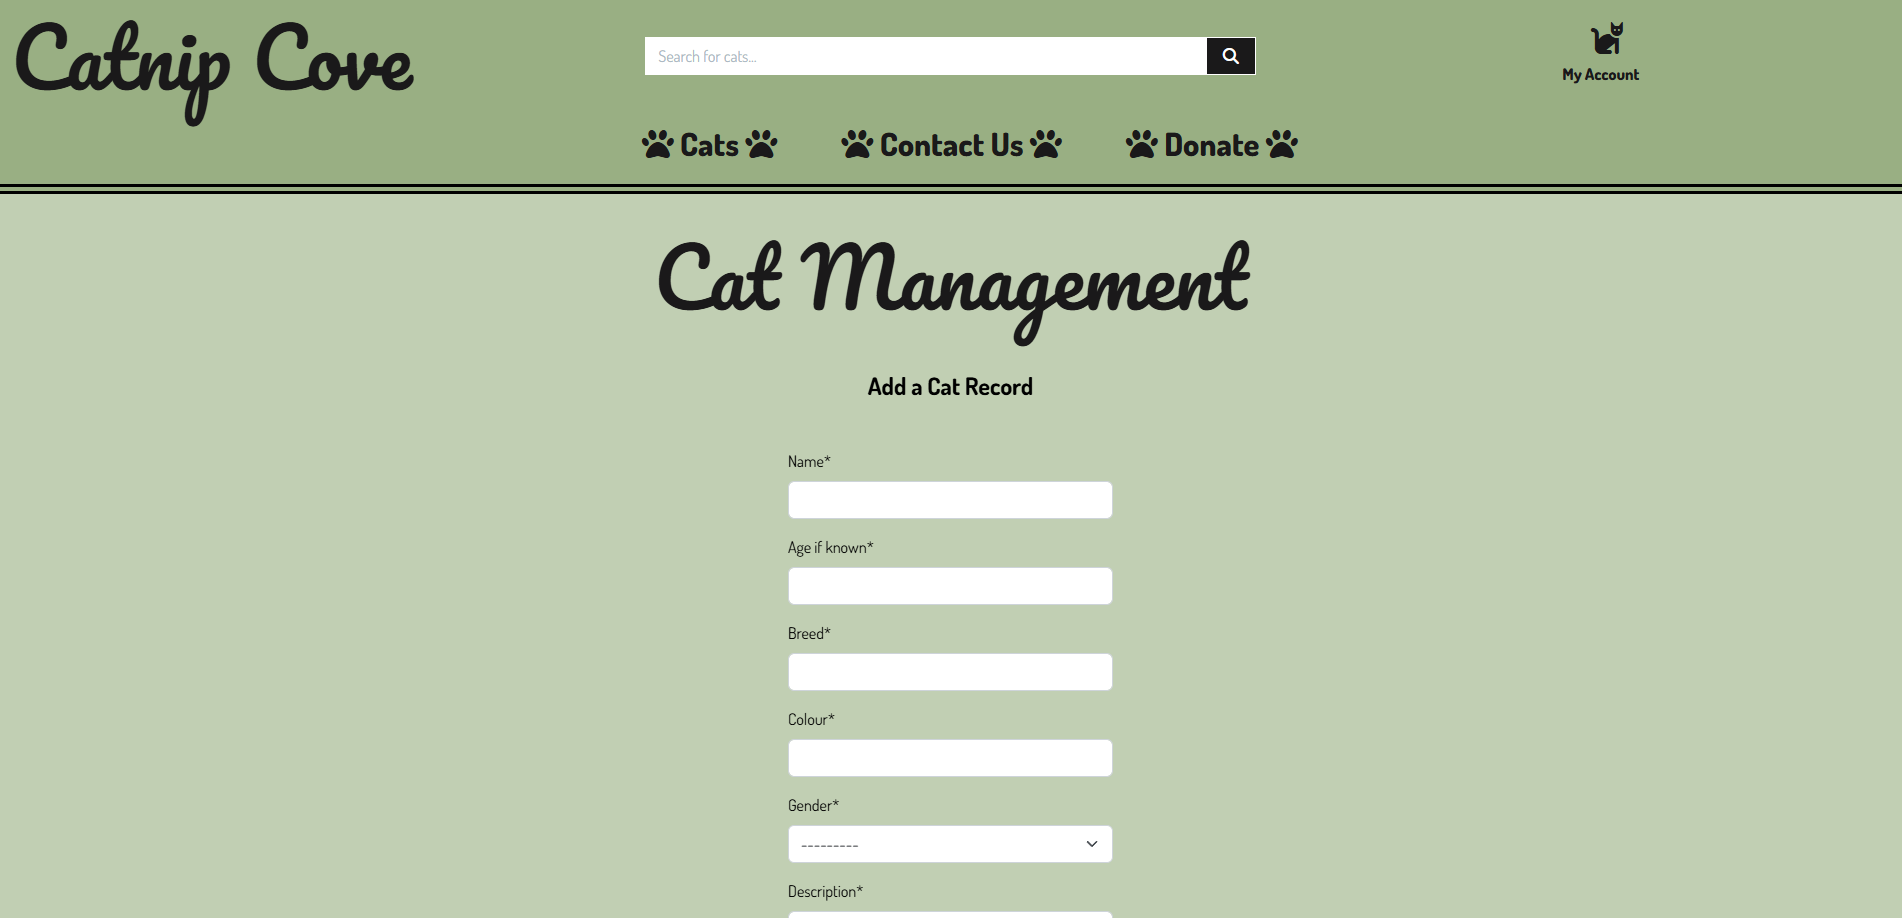 Catnip Cove
Search for cats...
My Account
Cats
Contact Us
Donate
Cat Management
Add a Cat Record
Name*
Age if known*
Breed*
Colour*
Gender*
---------
Description*